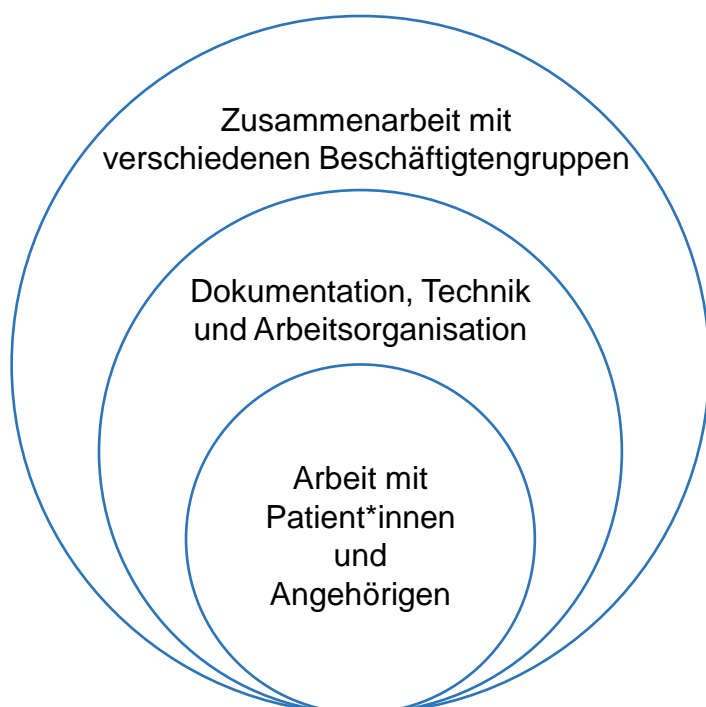 Zusammenarbeit mit
verschiedenen Beschäftigtengruppen
Dokumentation, Technik
und Arbeitsorganisation
Arbeit mit
Patient*innen
und
Angehörigen